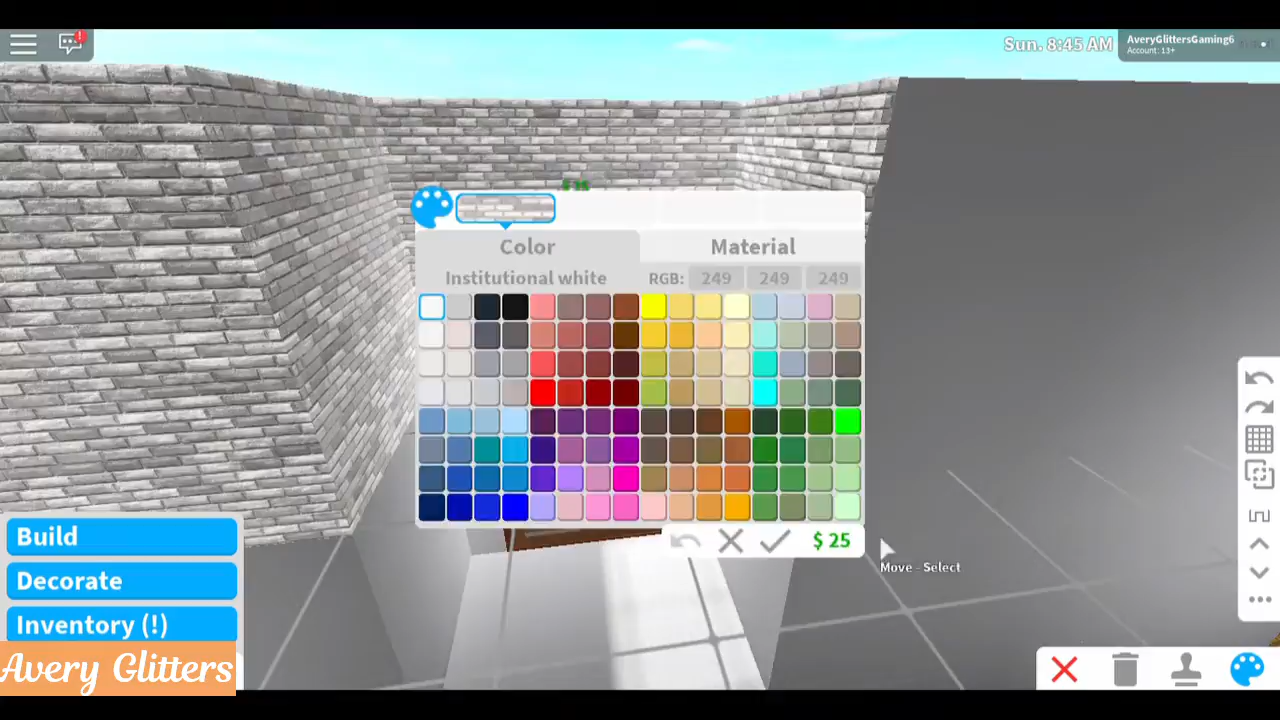 Sun. 8:45 AM
AveryGlittersGaming6
Account: 13+
Color
Material
Institutional white
RGB: 249 249 249
$ 25
Move - Select
Build
Decorate
Inventory (!)
Avery Glitters